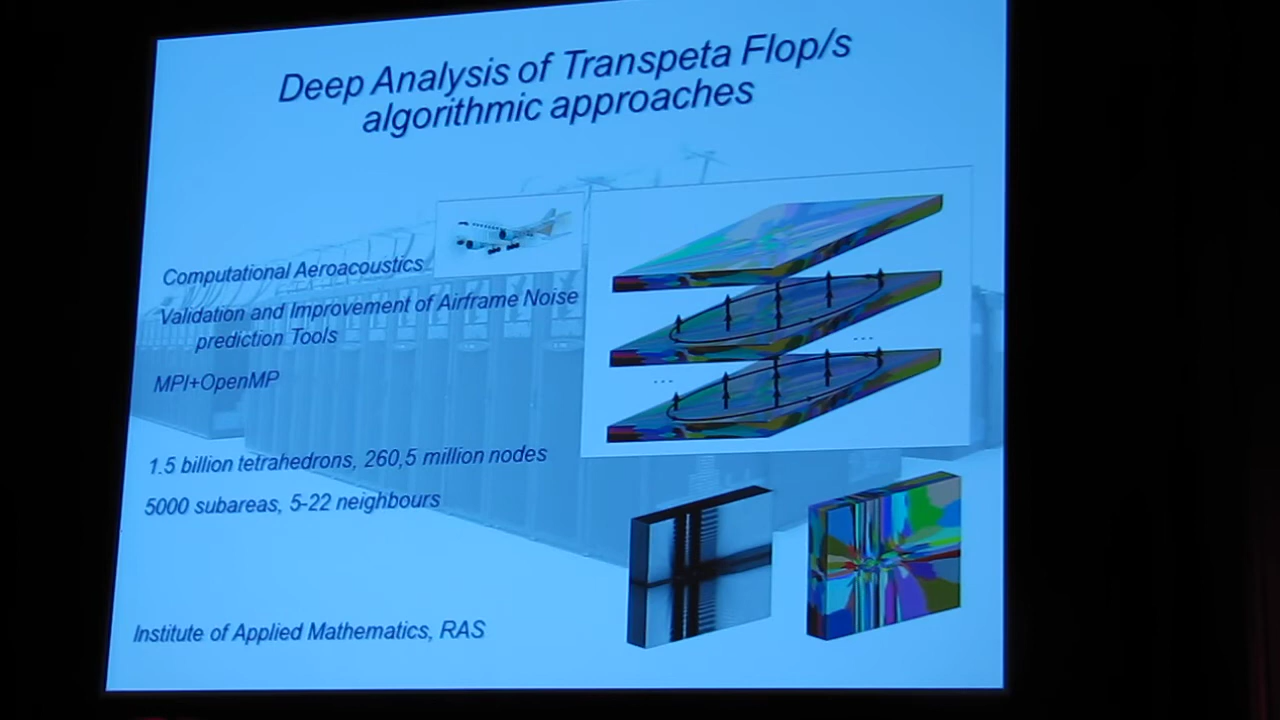 Deep Analysis of Transpeta Flop/s
algorithmic approaches
Computational Aeroacoustics
Validation and Improvement of Airframe Noise
prediction Tools
MPI+OpenMP
1.5 billion tetrahedrons, 260,5 million nodes
5000 subareas, 5-22 neighbours
...
...
Institute of Applied Mathematics, RAS